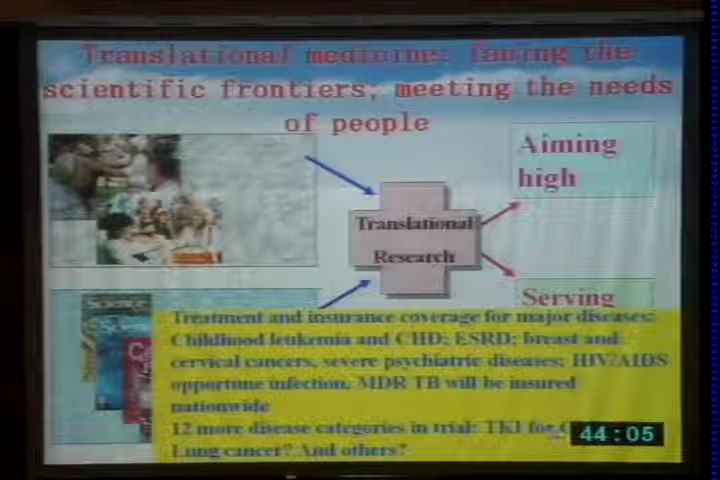 Translational medicine: facing the
scientific frontiers; meeting the needs
of people
Aiming
high
Translational
Research
Serving
Science
Treatment and insurance coverage for major diseases:
Childhood leukemia and CHD; ESRD; breast and
cervical cancers, severe psychiatric diseases; HIV/AIDS
opportune infection, MDR TB will be insured
nationwide
12 more disease categories in trial: TKI for
Lung cancer? And others?
44:05